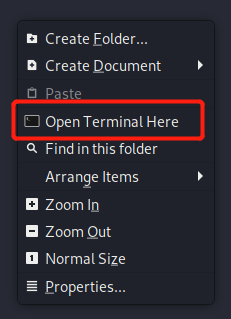 Create Folder...
Create Document
Paste
Open Terminal Here
Find in this folder
Arrange Items
Zoom In
Zoom Out
Normal Size
Properties...